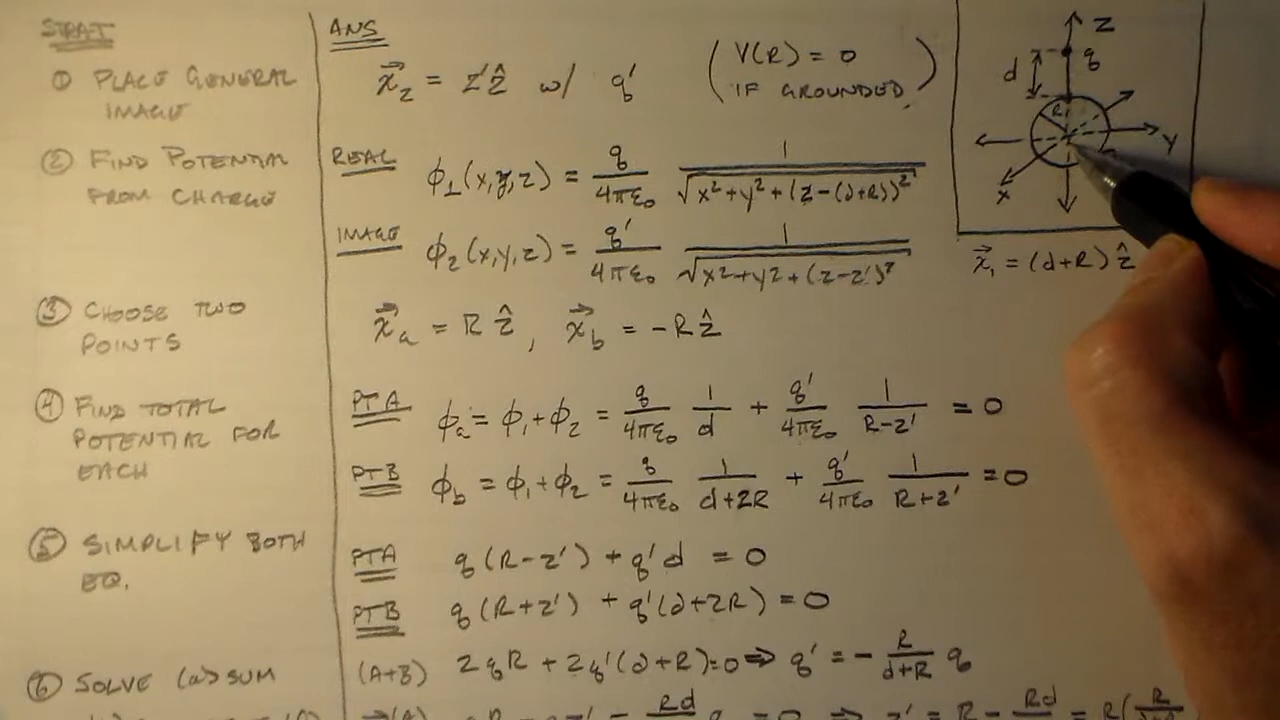 STRAT
① PLACE GENERAL
IMAGE
② FIND POTENTIAL
FROM CHARGE
③ CHOOSE TWO
POINTS
④ FIND TOTAL
POTENTIAL FOR
EACH
⑤ SIMPLIFY BOTH
EQ.
⑥ SOLVE (a) SUM
ANS
x⃗₂ = z'ẑ w/ q' ( V(R) = 0
IF GROUNDED )
REAL φ₁(x,y,z) = q/4πε₀ 1/√(x²+y²+(z-(d+R))²)
IMAGE φ₂(x,y,z) = q'/4πε₀ 1/√(x²+y²+(z-z')²)
x⃗ₐ = R ẑ , x⃗_b = -R ẑ
PT A φₐ = φ₁+φ₂ = q/4πε₀ 1/d + q'/4πε₀ 1/(R-z') = 0
PT B φ_b = φ₁+φ₂ = q/4πε₀ 1/(d+2R) + q'/4πε₀ 1/(R+z') = 0
PT A q(R-z') + q'd = 0
PT B q(R+z') + q'(d+2R) = 0
(A+B) 2qR + 2q'(d+R)=0 ⇒ q' = - R/(d+R) q
Z
q
d
R
Y
X
x⃗₁ = (d+R) ẑ